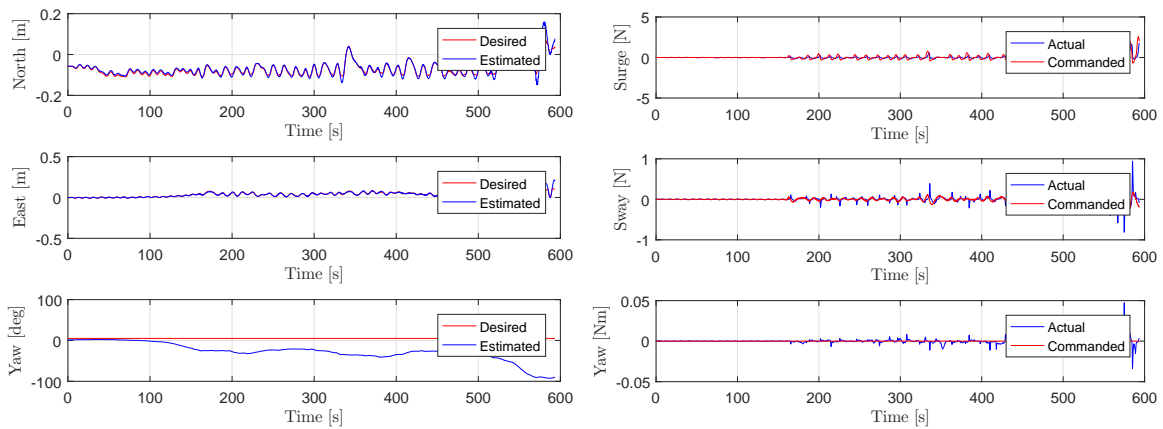 North [m]
0.2
0
-0.2
Desired
Estimated
0 100 200 300 400 500 600
Time [s]
East [m]
0.5
0
-0.5
Desired
Estimated
0 100 200 300 400 500 600
Time [s]
Yaw [deg]
100
0
-100
Desired
Estimated
0 100 200 300 400 500 600
Time [s]
Surge [N]
5
0
-5
Actual
Commanded
0 100 200 300 400 500 600
Time [s]
Sway [N]
1
0
-1
Actual
Commanded
0 100 200 300 400 500 600
Time [s]
Yaw [Nm]
0.05
0
-0.05
Actual
Commanded
0 100 200 300 400 500 600
Time [s]